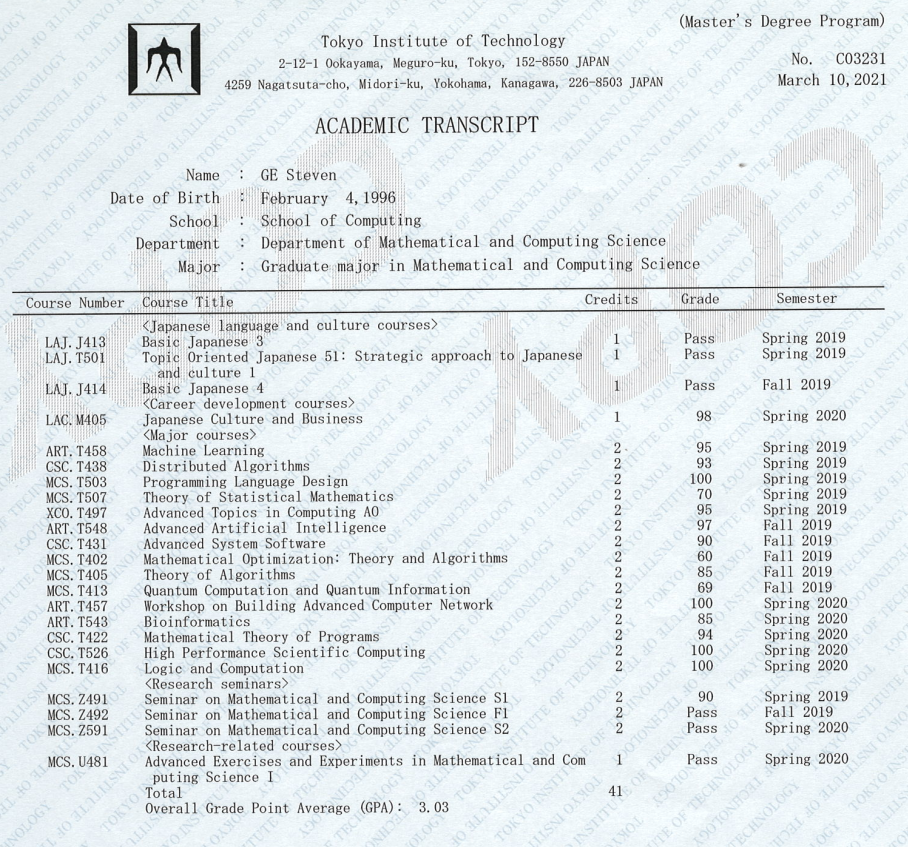 (Master's Degree Program)
Tokyo Institute of Technology
2-12-1 Ookayama, Meguro-ku, Tokyo, 152-8550 JAPAN
4259 Nagatsuta-cho, Midori-ku, Yokohama, Kanagawa, 226-8503 JAPAN
No. C03231
March 10, 2021
ACADEMIC TRANSCRIPT
Name : GE Steven
Date of Birth : February 4, 1996
School : School of Computing
Department : Department of Mathematical and Computing Science
Major : Graduate major in Mathematical and Computing Science
Course Number Course Title Credits Grade Semester
<Japanese language and culture courses>
LAJ. J413 Basic Japanese 3 1 Pass Spring 2019
LAJ. T501 Topic Oriented Japanese 51: Strategic approach to Japanese 1 Pass Spring 2019
and culture 1
LAJ. J414 Basic Japanese 4 1 Pass Fall 2019
<Career development courses>
LAC. M405 Japanese Culture and Business 1 98 Spring 2020
<Major courses>
ART. T458 Machine Learning 2 95 Spring 2019
CSC. T438 Distributed Algorithms 2 93 Spring 2019
MCS. T503 Programming Language Design 2 100 Spring 2019
MCS. T507 Theory of Statistical Mathematics 2 70 Spring 2019
XCO. T497 Advanced Topics in Computing AO 2 95 Spring 2019
ART. T548 Advanced Artificial Intelligence 2 97 Fall 2019
CSC. T431 Advanced System Software 2 90 Fall 2019
MCS. T402 Mathematical Optimization: Theory and Algorithms 2 60 Fall 2019
MCS. T405 Theory of Algorithms 2 85 Fall 2019
MCS. T413 Quantum Computation and Quantum Information 2 69 Fall 2019
ART. T457 Workshop on Building Advanced Computer Network 2 100 Spring 2020
ART. T543 Bioinformatics 2 85 Spring 2020
CSC. T422 Mathematical Theory of Programs 2 94 Spring 2020
CSC. T526 High Performance Scientific Computing 2 100 Spring 2020
MCS. T416 Logic and Computation 2 100 Spring 2020
<Research seminars>
MCS. Z491 Seminar on Mathematical and Computing Science S1 2 90 Spring 2019
MCS. Z492 Seminar on Mathematical and Computing Science F1 2 Pass Fall 2019
MCS. Z591 Seminar on Mathematical and Computing Science S2 2 Pass Spring 2020
<Research-related courses>
MCS. U481 Advanced Exercises and Experiments in Mathematical and Com 1 Pass Spring 2020
puting Science I
Total 41
Overall Grade Point Average (GPA): 3.03
COPY
COPY
TOKYO INSTITUTE OF TECHNOLOGY